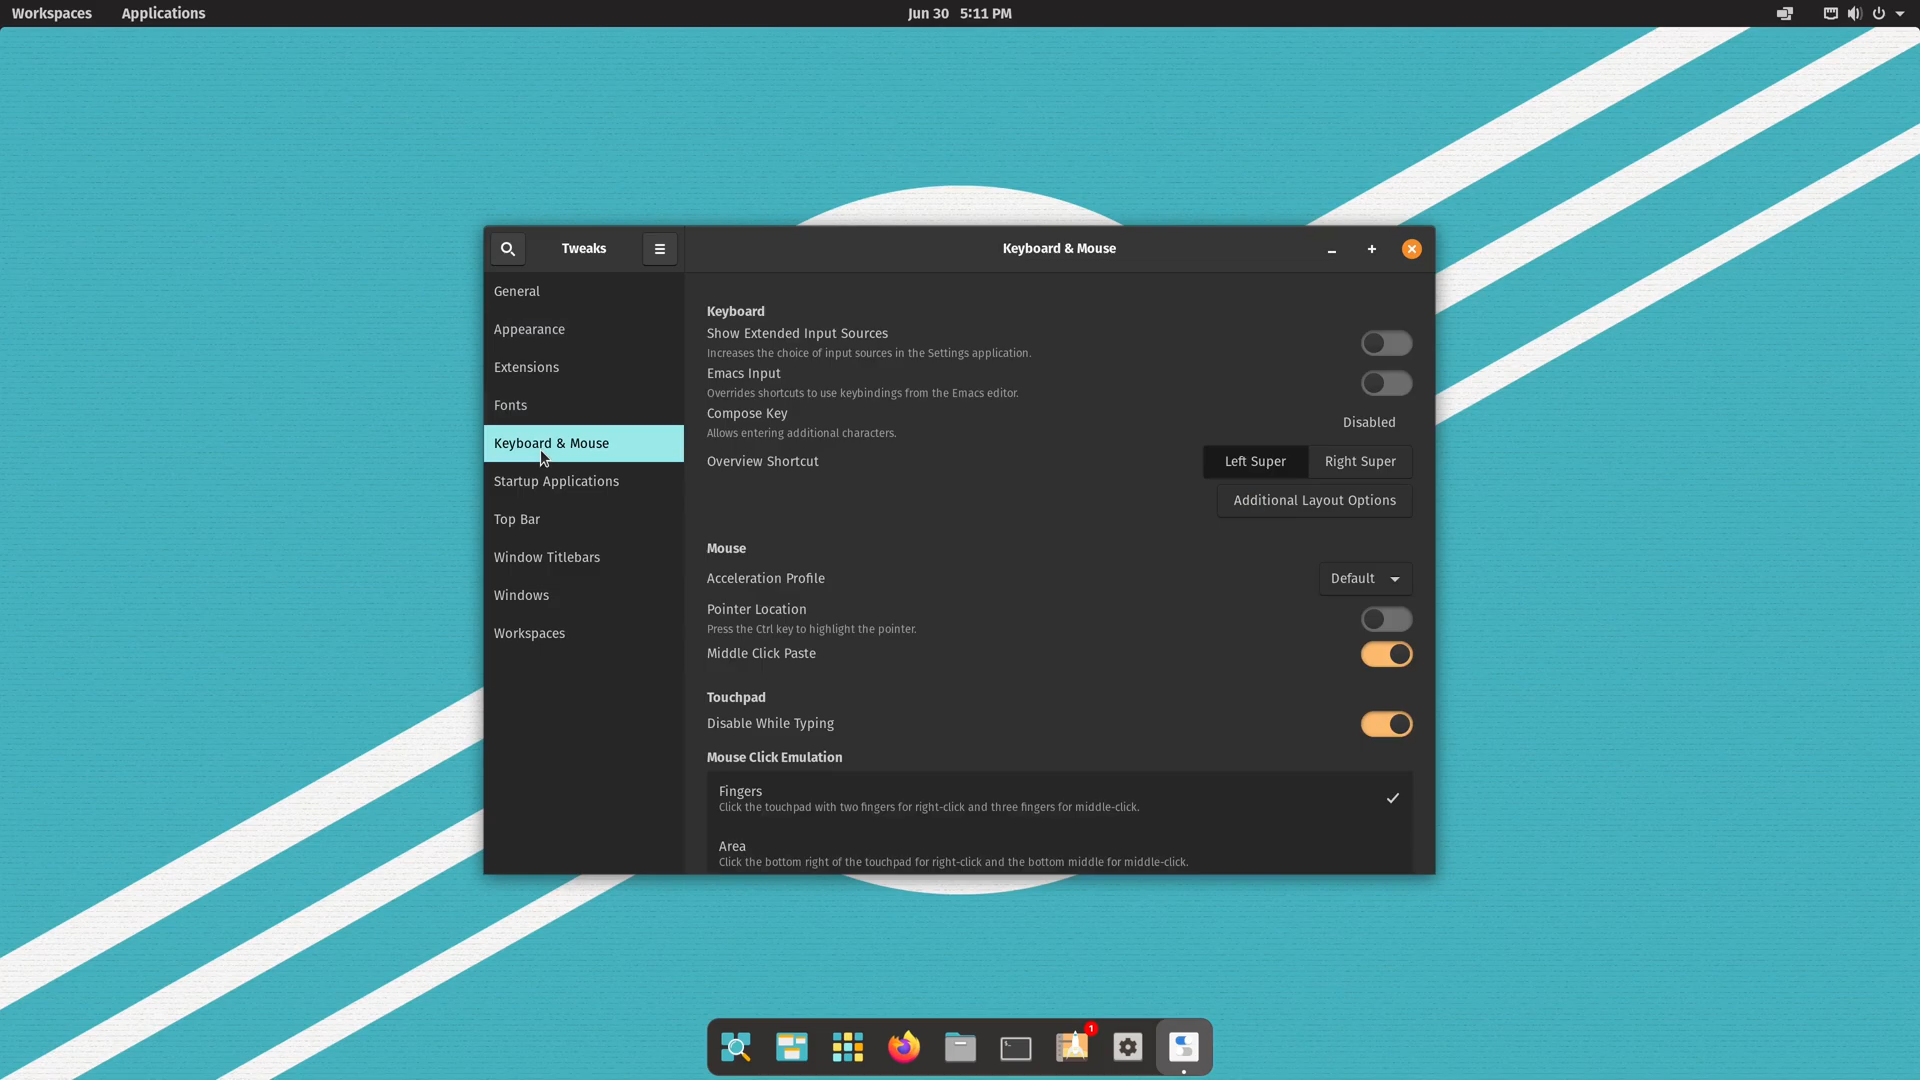 Workspaces Applications Jun 30 5:11 PM
Tweaks Keyboard & Mouse
General
Appearance
Extensions
Fonts
Keyboard & Mouse
Startup Applications
Top Bar
Window Titlebars
Windows
Workspaces
Keyboard
Show Extended Input Sources
Increases the choice of input sources in the Settings application.
Emacs Input
Overrides shortcuts to use keybindings from the Emacs editor.
Compose Key
Allows entering additional characters.
Disabled
Overview Shortcut Left Super Right Super
Additional Layout Options
Mouse
Acceleration Profile Default
Pointer Location
Press the Ctrl key to highlight the pointer.
Middle Click Paste
Touchpad
Disable While Typing
Mouse Click Emulation
Fingers
Click the touchpad with two fingers for right-click and three fingers for middle-click.
Area
Click the bottom right of the touchpad for right-click and the bottom middle for middle-click.
1